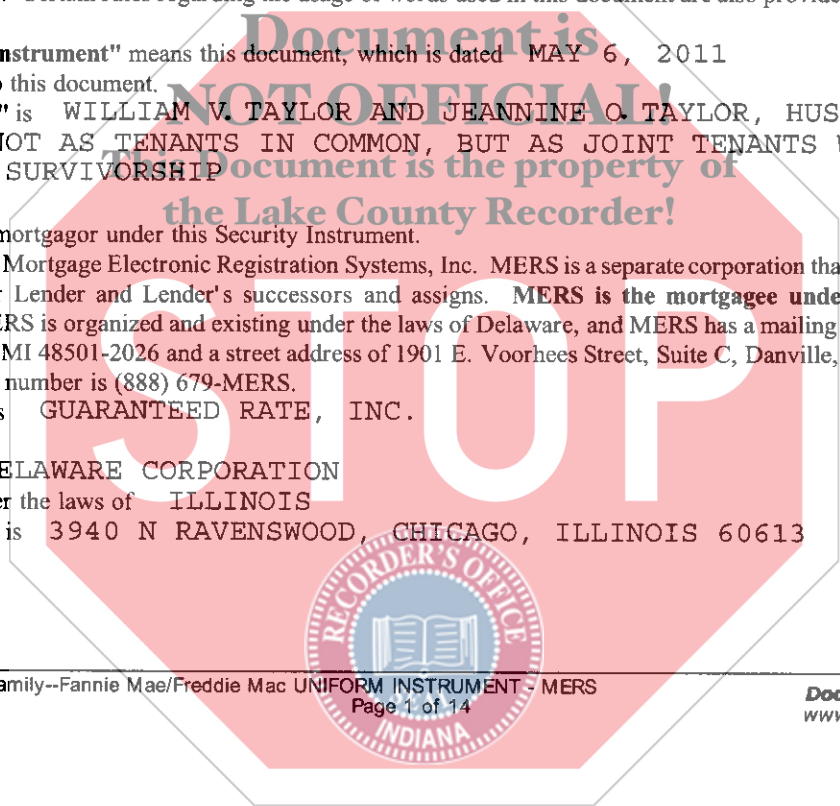 Document is
NOT OFFICIAL!
This Document is the property of
the Lake County Recorder!
STOP
nstrument" means this document, which is dated MAY 6, 2011
this document.
" is WILLIAM V. TAYLOR AND JEANNINE O. TAYLOR, HUS
NOT AS TENANTS IN COMMON, BUT AS JOINT TENANTS
SURVIVORSHIP
mortgagor under this Security Instrument.
Mortgage Electronic Registration Systems, Inc. MERS is a separate corporation tha
Lender and Lender's successors and assigns. MERS is the mortgagee unde
ERS is organized and existing under the laws of Delaware, and MERS has a mailing
MI 48501-2026 and a street address of 1901 E. Voorhees Street, Suite C, Danville,
number is (888) 679-MERS.
s GUARANTEED RATE, INC.
ELAWARE CORPORATION
er the laws of ILLINOIS
is 3940 N RAVENSWOOD, CHICAGO, ILLINOIS 60613
RECORDER'S OFFICE
SEAL
INDIANA
amily--Fannie Mae/Freddie Mac UNIFORM INSTRUMENT - MERS
Page 1 of 14
Doc
www